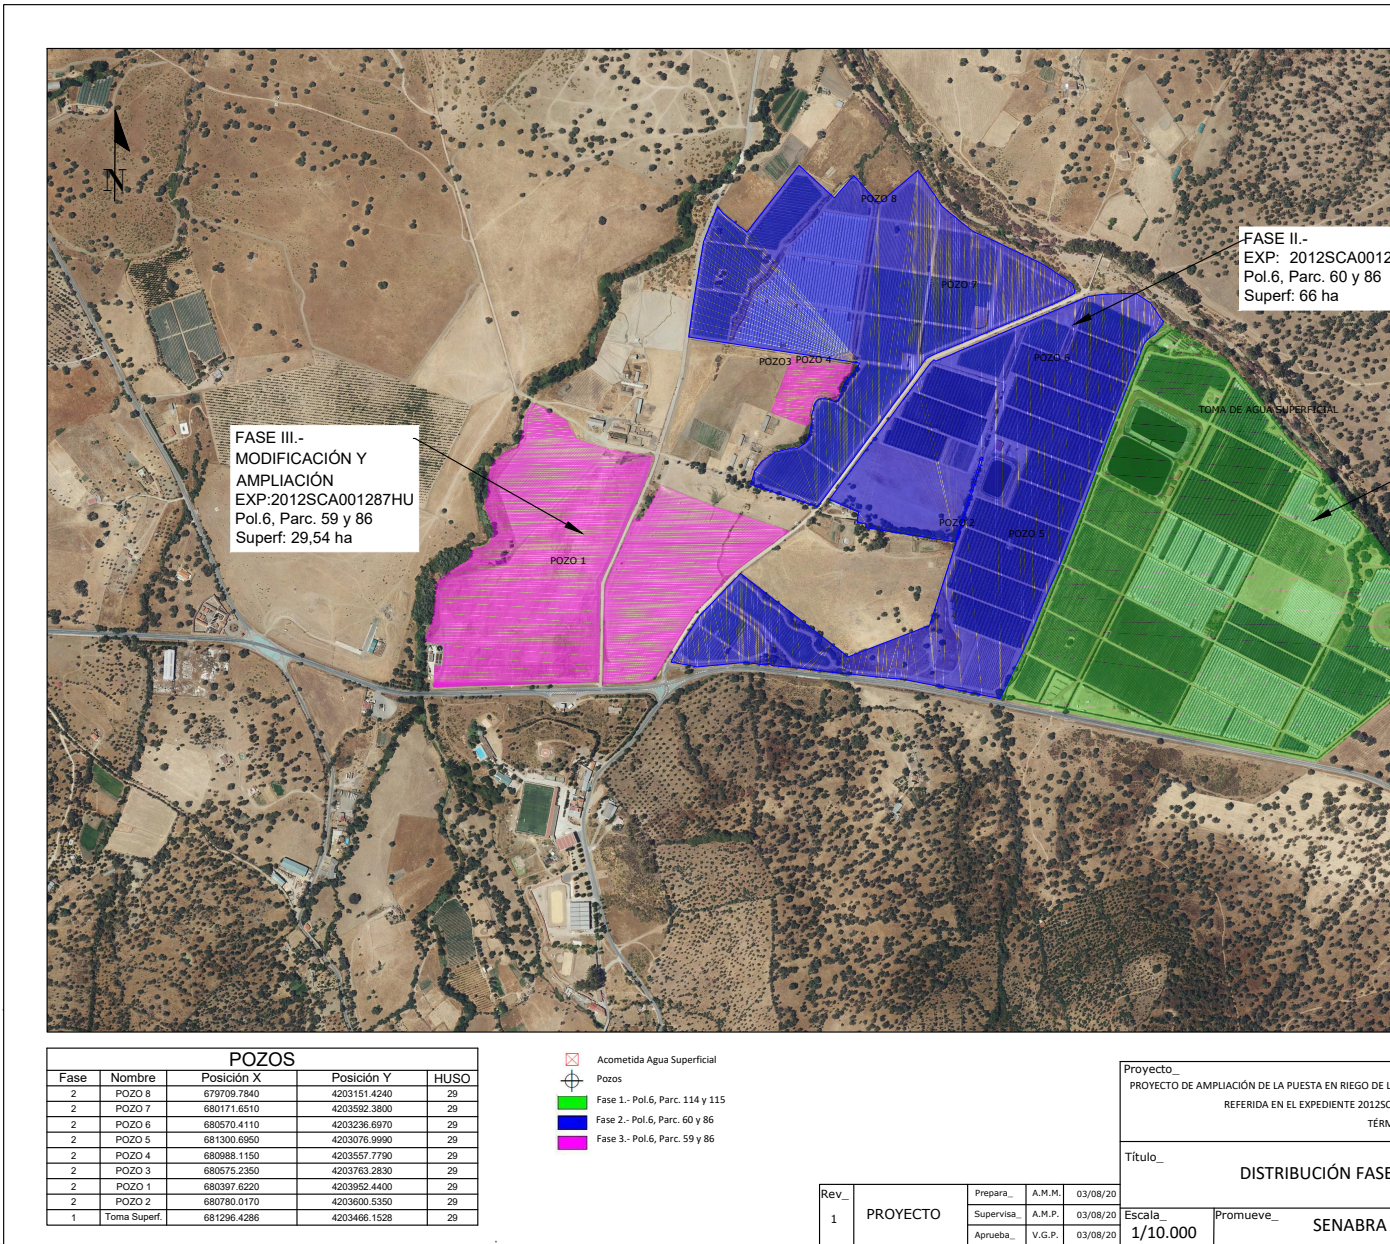 N
POZO 8
FASE II.-
EXP: 2012SCA0012
Pol.6, Parc. 60 y 86
Superf: 66 ha
POZO 7
POZO3 POZO 4
POZO 6
TOMA DE AGUA SUPERFICIAL
FASE III.-
MODIFICACIÓN Y
AMPLIACIÓN
EXP:2012SCA001287HU
Pol.6, Parc. 59 y 86
Superf: 29,54 ha
POZO 2
POZO 5
POZO 1
POZOS
Fase Nombre Posición X Posición Y HUSO
2 POZO 8 679709.7840 4203151.4240 29
2 POZO 7 680171.6510 4203592.3800 29
2 POZO 6 680570.4110 4203236.6970 29
2 POZO 5 681300.6950 4203076.9990 29
2 POZO 4 680988.1150 4203557.7790 29
2 POZO 3 680575.2350 4203763.2830 29
2 POZO 1 680397.6220 4203952.4400 29
2 POZO 2 680780.0170 4203600.5350 29
1 Toma Superf. 681296.4286 4203466.1528 29
Acometida Agua Superficial
Pozos
Fase 1.- Pol.6, Parc. 114 y 115
Fase 2.- Pol.6, Parc. 60 y 86
Fase 3.- Pol.6, Parc. 59 y 86
Proyecto_
PROYECTO DE AMPLIACIÓN DE LA PUESTA EN RIEGO DE L
REFERIDA EN EL EXPEDIENTE 2012SC
TÉRM
Título_
DISTRIBUCIÓN FASE
Rev_
1
PROYECTO
Prepara_ A.M.M. 03/08/20
Supervisa_ A.M.P. 03/08/20
Aprueba_ V.G.P. 03/08/20
Escala_
1/10.000
Promueve_
SENABRA